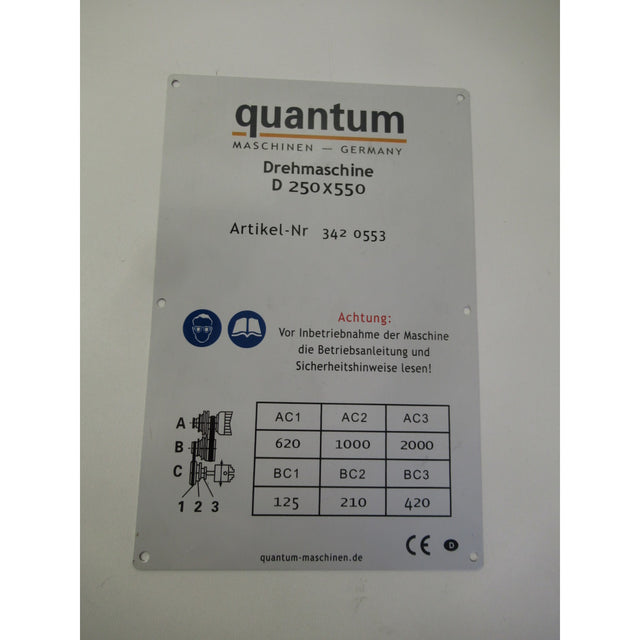 quantum
MASCHINEN — GERMANY
Drehmaschine
D 250x550
Artikel-Nr 342 0553
Achtung:
Vor Inbetriebnahme der Maschine
die Betriebsanleitung und
Sicherheitshinweise lesen!
A
B
C
1 2 3
AC1 AC2 AC3
620 1000 2000
BC1 BC2 BC3
125 210 420
CE D
quantum-maschinen.de